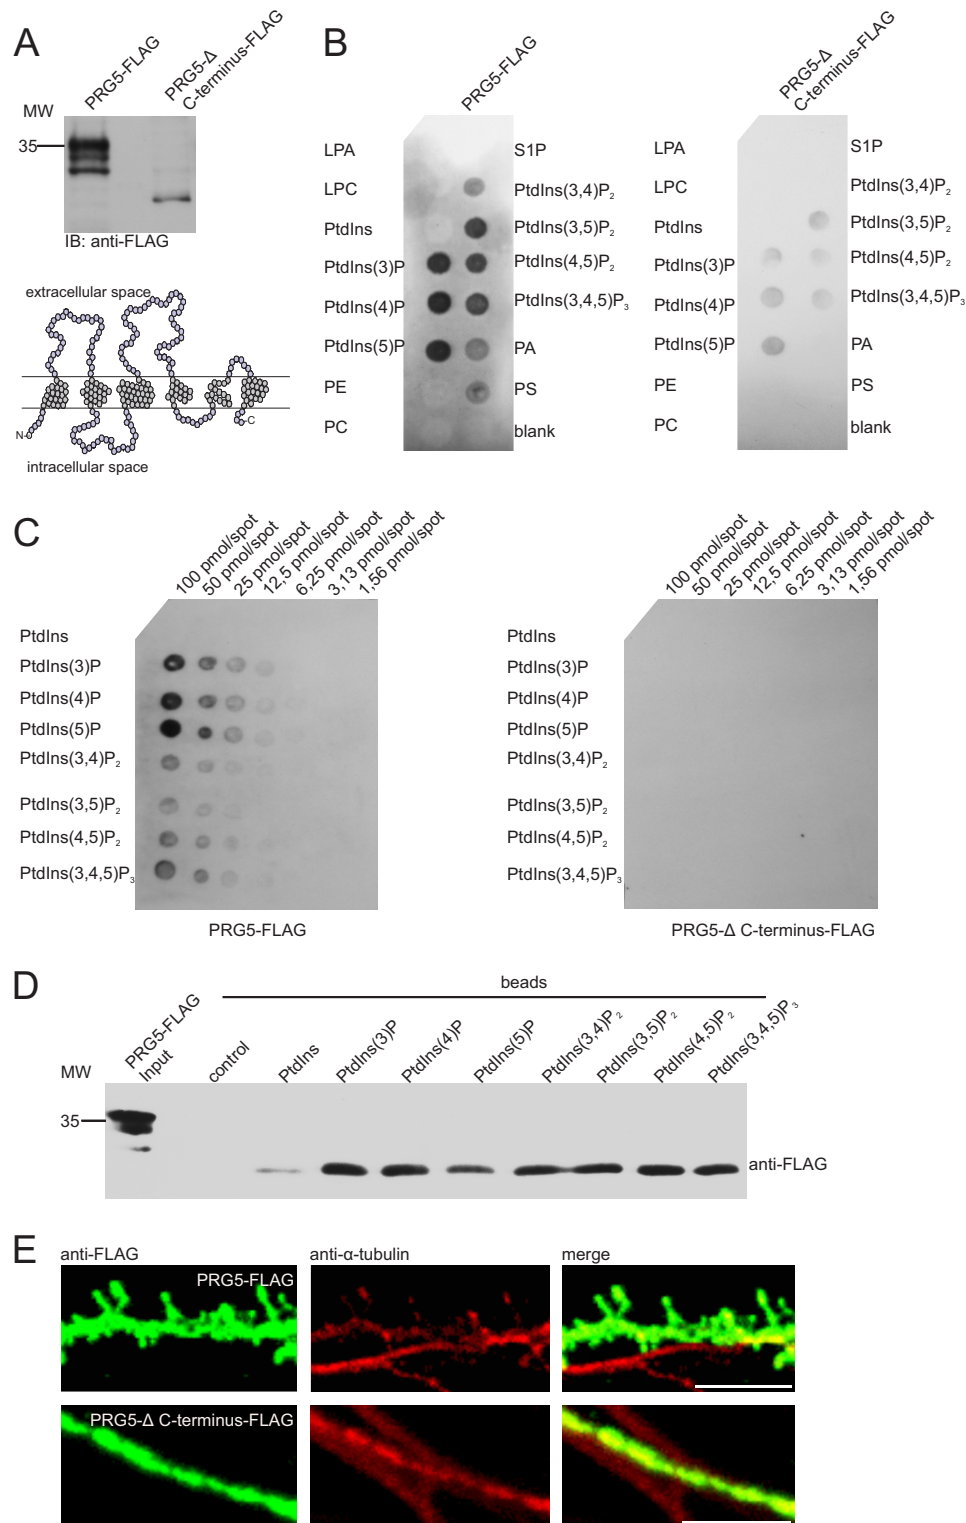 A
PRG5-FLAG
PRG5-Δ
C-terminus-FLAG
MW
35
IB: anti-FLAG
extracellular space
N-
-C
intracellular space
B
PRG5-FLAG
LPA
S1P
LPC
PtdIns(3,4)P₂
PtdIns
PtdIns(3,5)P₂
PtdIns(3)P
PtdIns(4,5)P₂
PtdIns(4)P
PtdIns(3,4,5)P₃
PtdIns(5)P
PA
PE
PS
PC
blank
PRG5-Δ
C-terminus-FLAG
LPA
S1P
LPC
PtdIns(3,4)P₂
PtdIns
PtdIns(3,5)P₂
PtdIns(3)P
PtdIns(4,5)P₂
PtdIns(4)P
PtdIns(3,4,5)P₃
PtdIns(5)P
PA
PE
PS
PC
blank
C
100 pmol/spot
50 pmol/spot
25 pmol/spot
12,5 pmol/spot
6,25 pmol/spot
3,13 pmol/spot
1,56 pmol/spot
PtdIns
PtdIns(3)P
PtdIns(4)P
PtdIns(5)P
PtdIns(3,4)P₂
PtdIns(3,5)P₂
PtdIns(4,5)P₂
PtdIns(3,4,5)P₃
PRG5-FLAG
100 pmol/spot
50 pmol/spot
25 pmol/spot
12,5 pmol/spot
6,25 pmol/spot
3,13 pmol/spot
1,56 pmol/spot
PtdIns
PtdIns(3)P
PtdIns(4)P
PtdIns(5)P
PtdIns(3,4)P₂
PtdIns(3,5)P₂
PtdIns(4,5)P₂
PtdIns(3,4,5)P₃
PRG5-Δ C-terminus-FLAG
D
beads
PRG5-FLAG
Input
control
PtdIns
PtdIns(3)P
PtdIns(4)P
PtdIns(5)P
PtdIns(3,4)P₂
PtdIns(3,5)P₂
PtdIns(4,5)P₂
PtdIns(3,4,5)P₃
MW
35
anti-FLAG
E
anti-FLAG
anti-α-tubulin
merge
PRG5-FLAG
PRG5-Δ C-terminus-FLAG